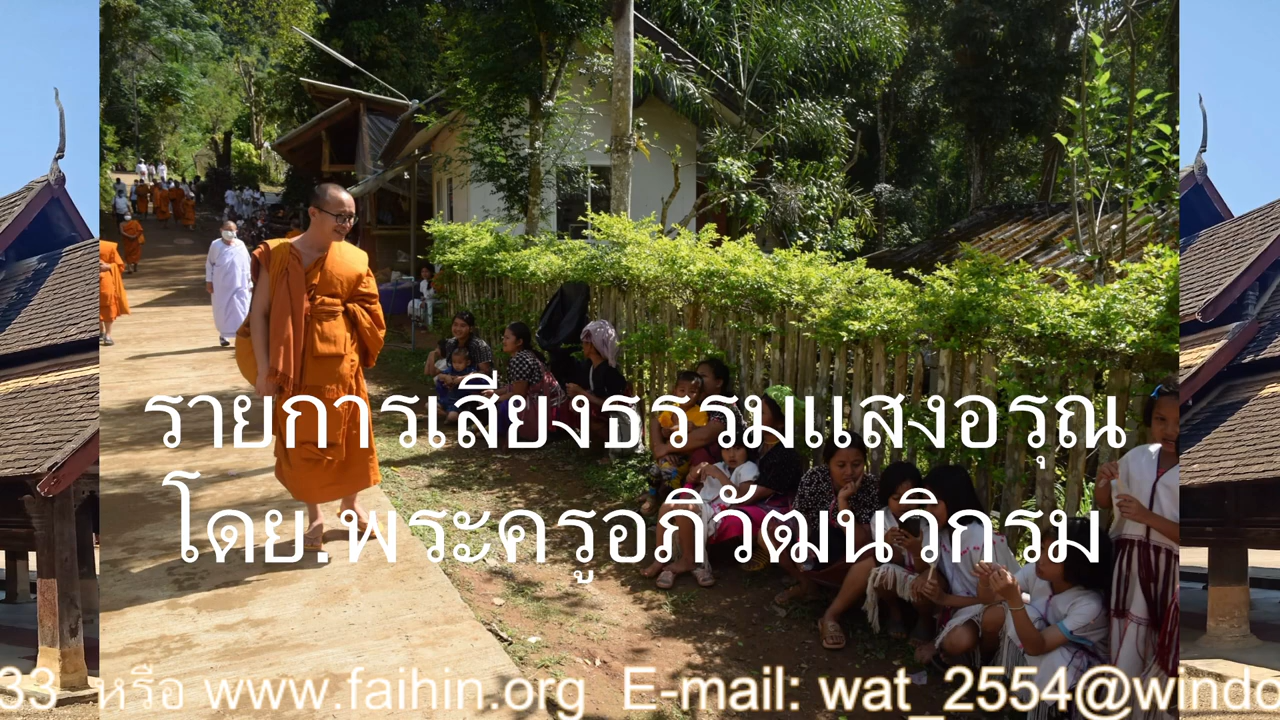 รายการเสียงธรรมแสงอรุณ
โดย.พระครูอภิวัฒนวิกรม
33 หรือ www.faihin.org E-mail: wat_2554@windo